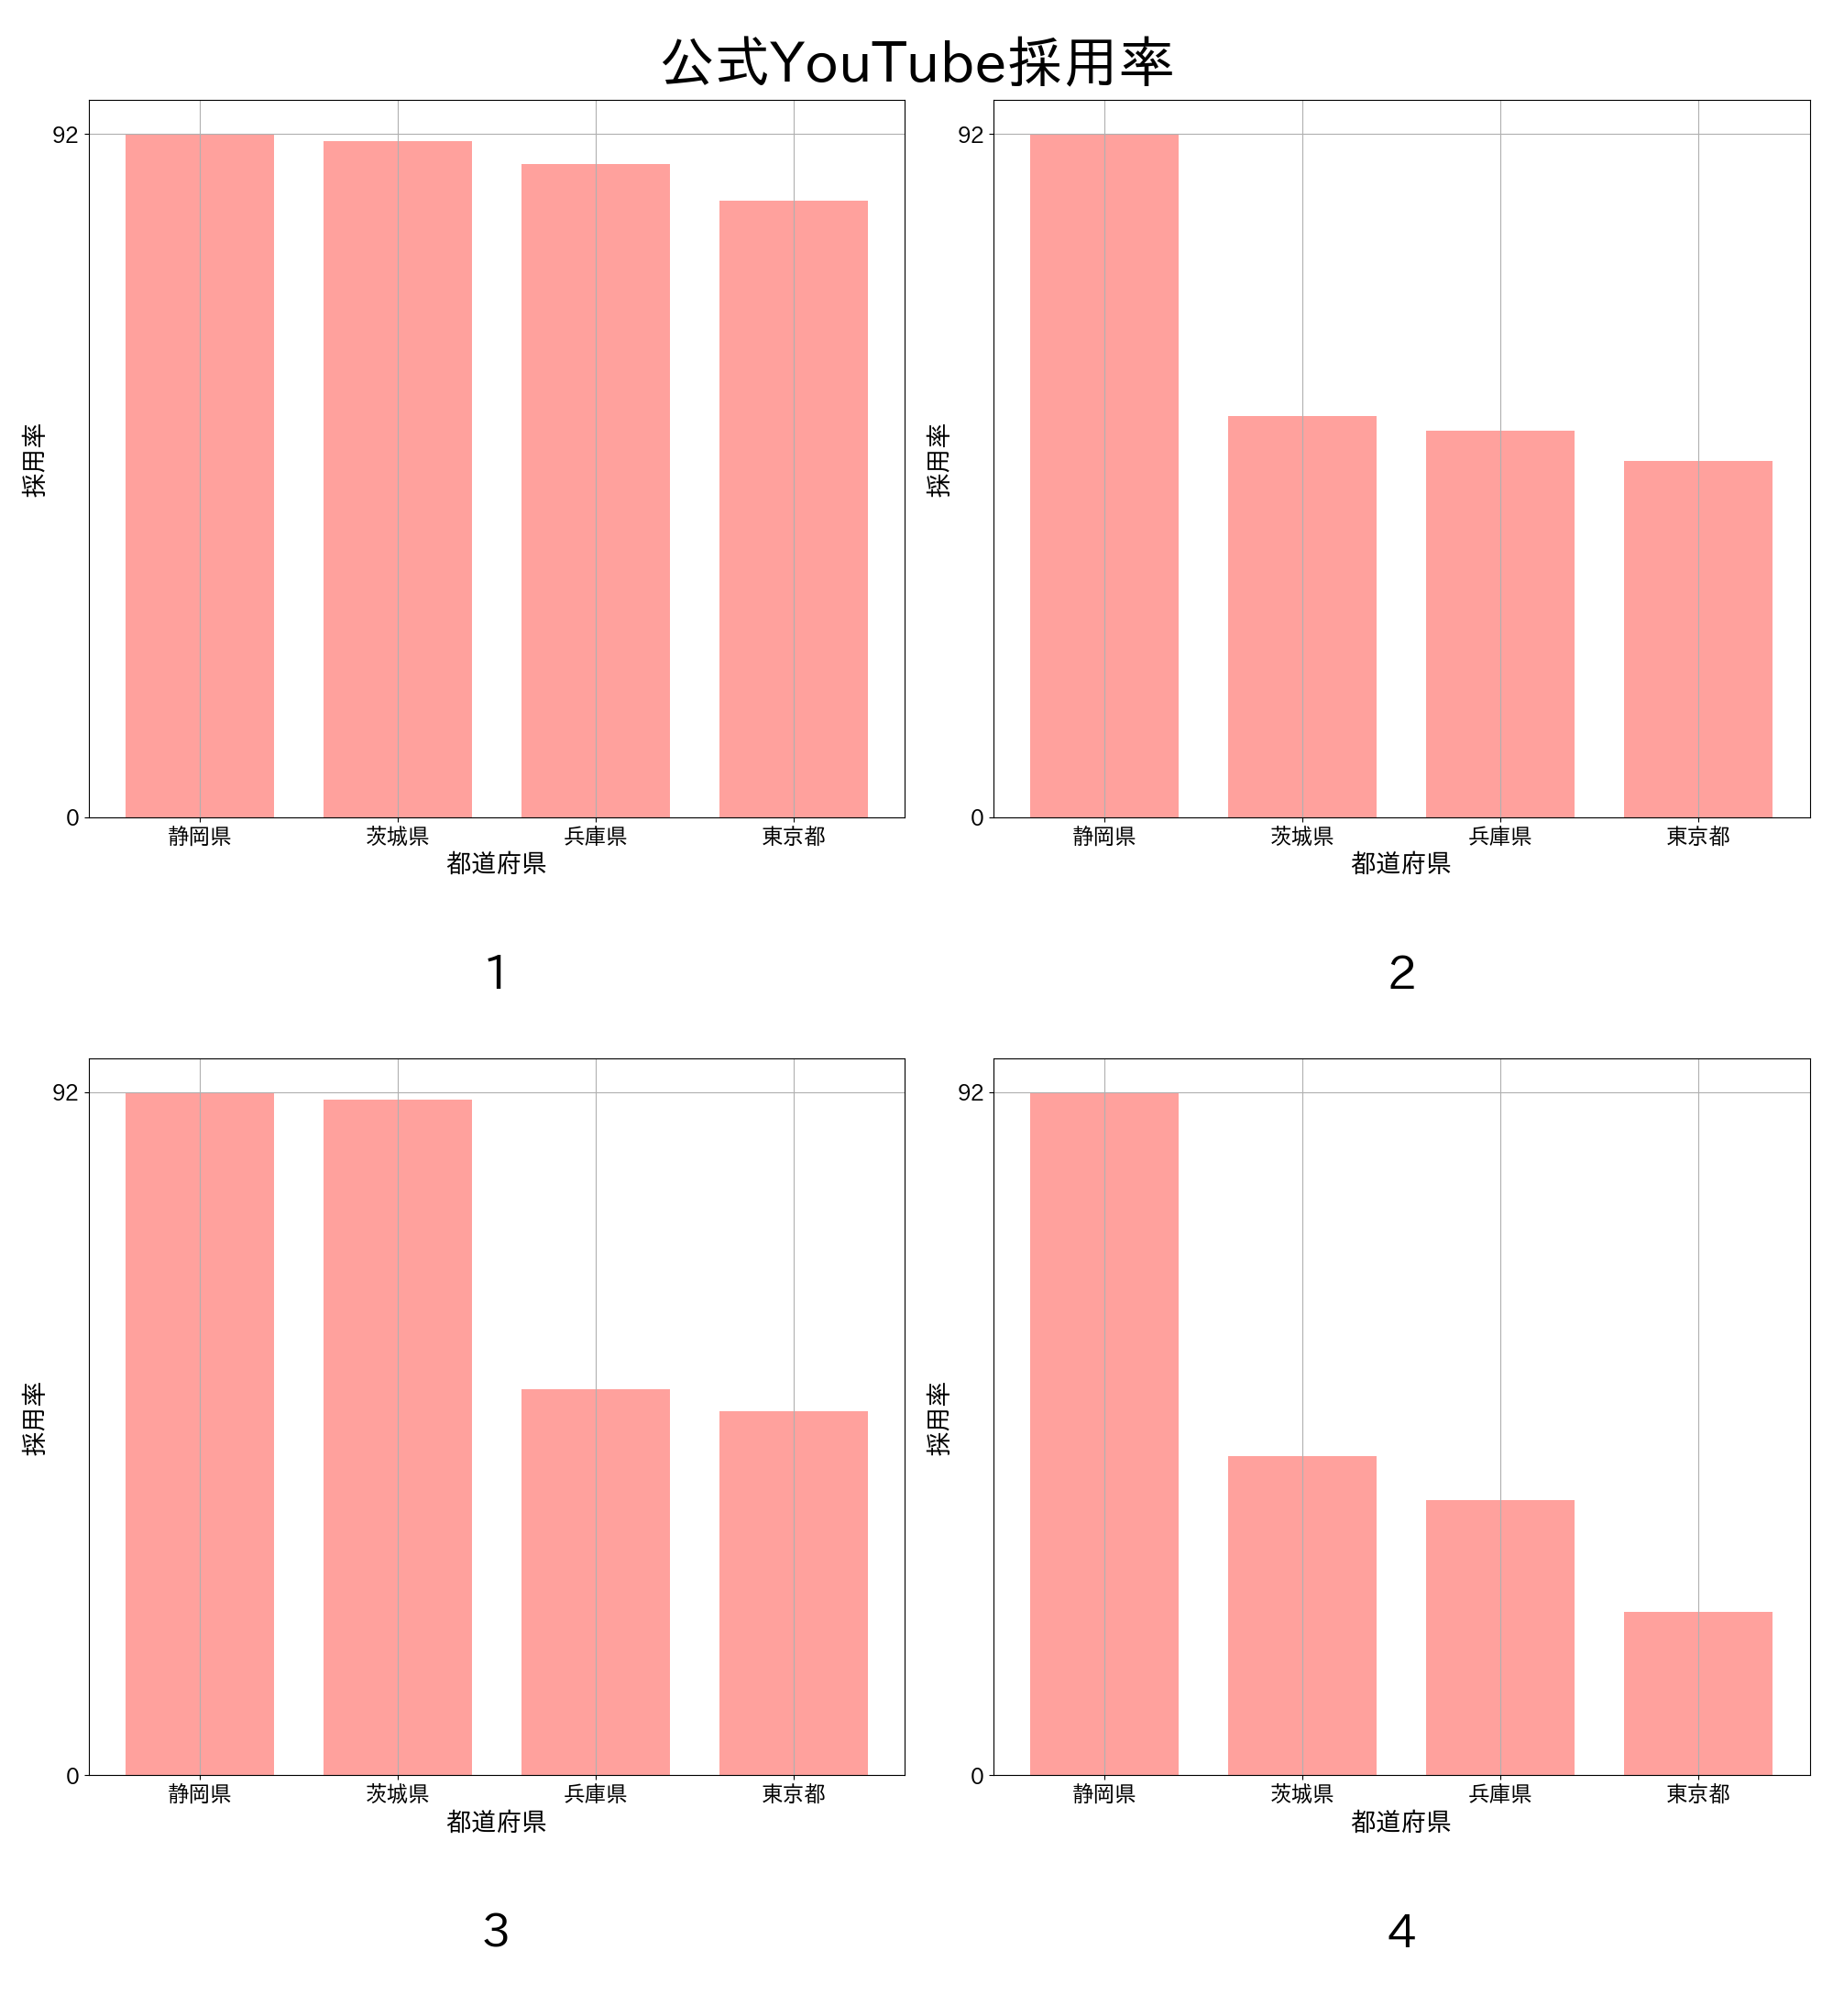 公式YouTube採用率
92
0
採用率
静岡県 茨城県 兵庫県 東京都
都道府県
1
92
0
採用率
静岡県 茨城県 兵庫県 東京都
都道府県
2
92
0
採用率
静岡県 茨城県 兵庫県 東京都
都道府県
3
92
0
採用率
静岡県 茨城県 兵庫県 東京都
都道府県
4